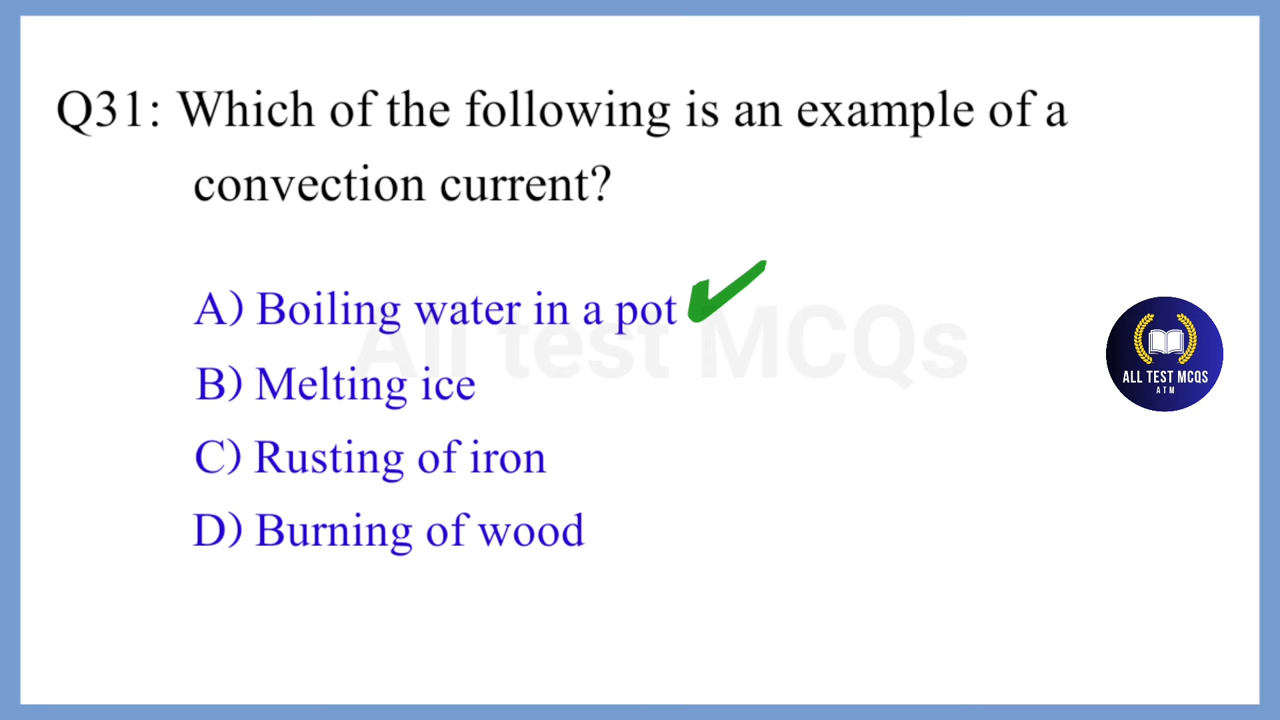 Q31: Which of the following is an example of a
convection current?
A) Boiling water in a pot
B) Melting ice
C) Rusting of iron
D) Burning of wood
All test MCQs
ALL TEST MCQS
ATM